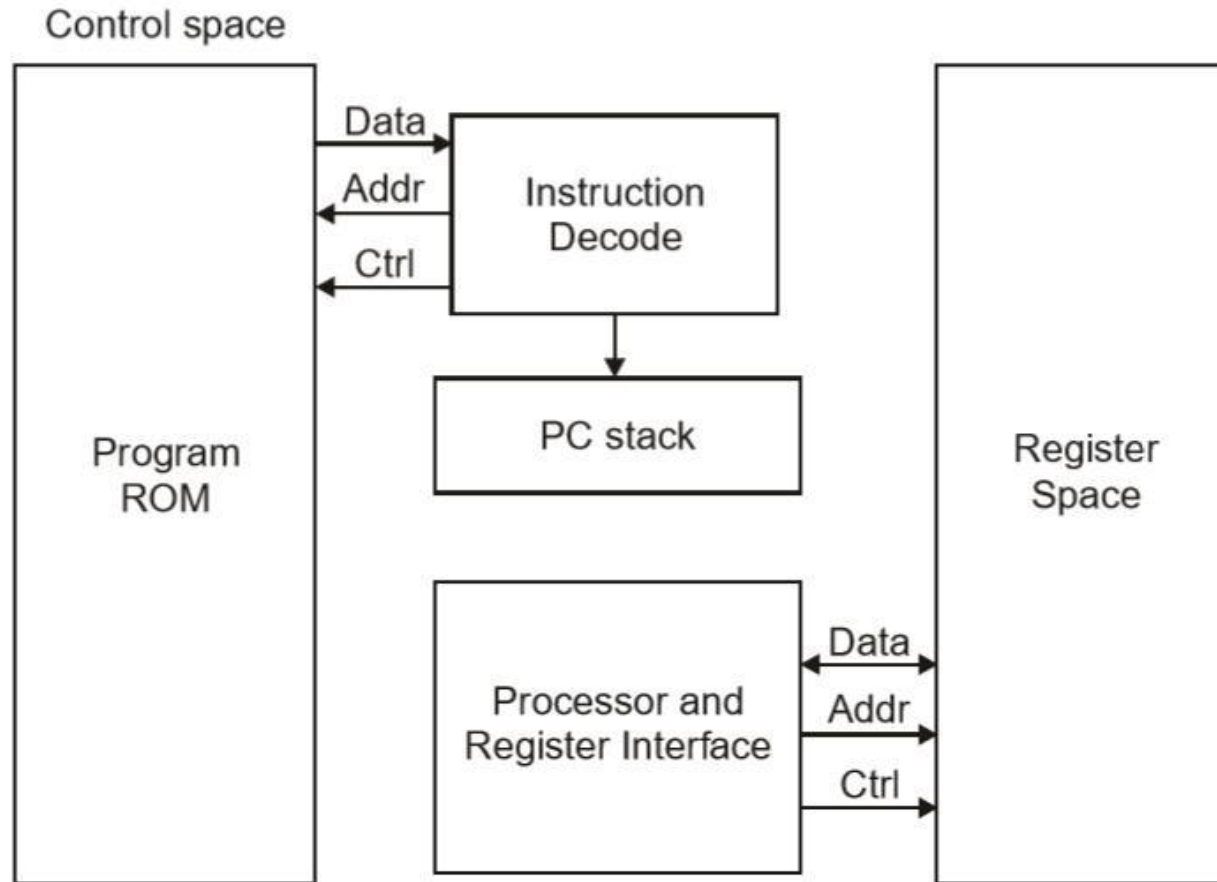 Control space
Data
Addr
Ctrl
Instruction
Decode
PC stack
Program
ROM
Register
Space
Processor and
Register Interface
Data
Addr
Ctrl